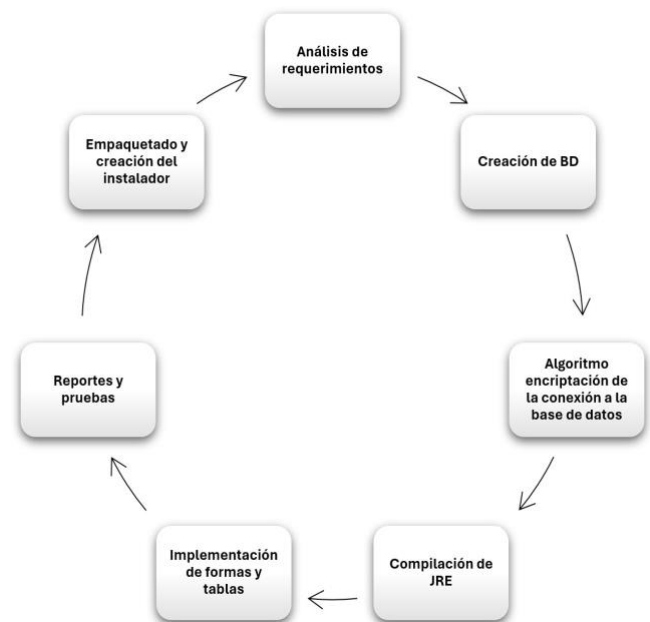 Análisis de
requerimientos
Creación de BD
Algoritmo
encriptación de
la conexión a la
base de datos
Compilación de
JRE
Implementación
de formas y
tablas
Reportes y
pruebas
Empaquetado y
creación del
instalador